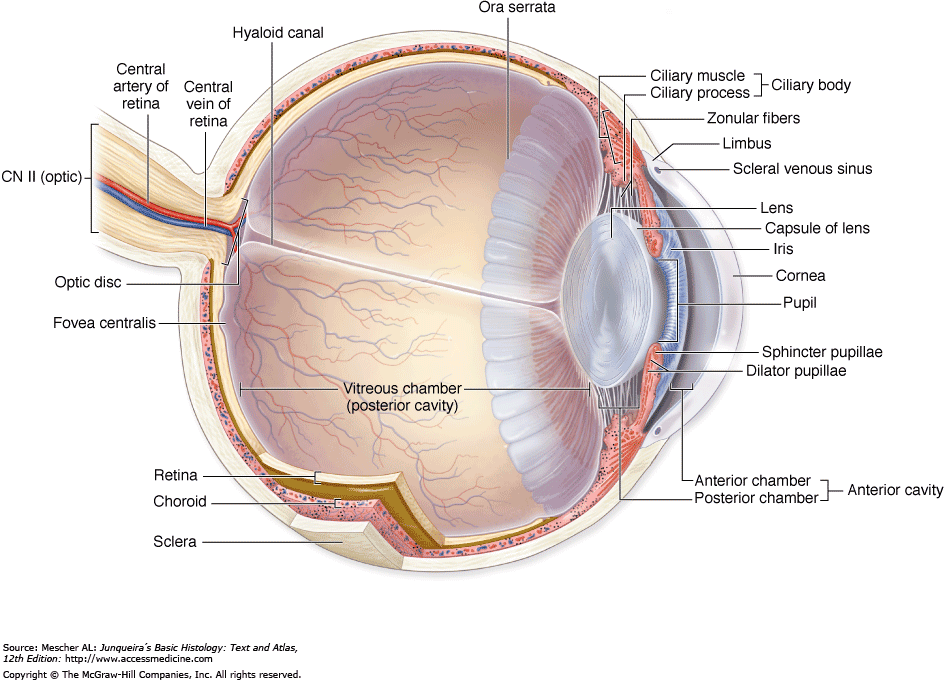 Ora serrata
Hyaloid canal
Central
artery of
retina
Central
vein of
retina
CN II (optic)
Optic disc
Fovea centralis
Vitreous chamber
(posterior cavity)
Retina
Choroid
Sclera
Ciliary muscle
Ciliary process
Ciliary body
Zonular fibers
Limbus
Scleral venous sinus
Lens
Capsule of lens
Iris
Cornea
Pupil
Sphincter pupillae
Dilator pupillae
Anterior chamber
Posterior chamber
Anterior cavity
Source: Mescher AL: Junqueira´s Basic Histology: Text and Atlas,
12th Edition: http://www.accessmedicine.com
Copyright © The McGraw-Hill Companies, Inc. All rights reserved.